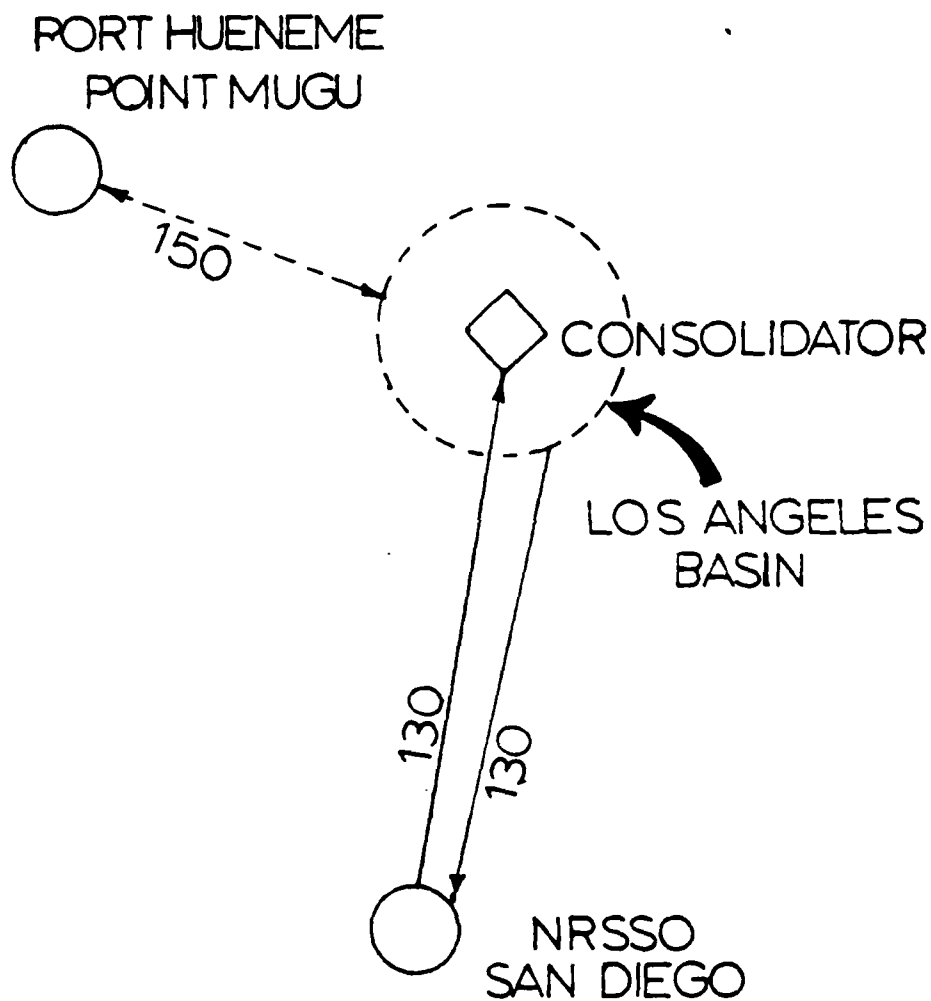 PORT HUENEME
POINT MUGU
150
CONSOLIDATOR
LOS ANGELES
BASIN
130
130
NRSSO
SAN DIEGO